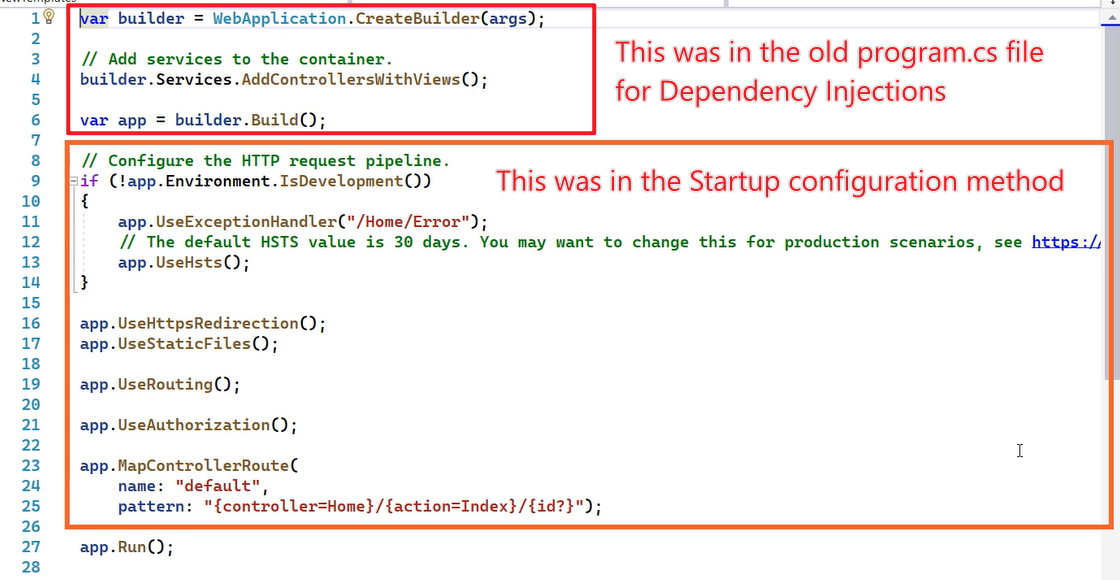 1 var builder = WebApplication.CreateBuilder(args);
2
3 // Add services to the container.
4 builder.Services.AddControllersWithViews();
5
6 var app = builder.Build();
7
This was in the old program.cs file
for Dependency Injections
8 // Configure the HTTP request pipeline.
9 if (!app.Environment.IsDevelopment())
This was in the Startup configuration method
10 {
11 app.UseExceptionHandler("/Home/Error");
12 // The default HSTS value is 30 days. You may want to change this for production scenarios, see https:/
13 app.UseHsts();
14 }
15
16 app.UseHttpsRedirection();
17 app.UseStaticFiles();
18
19 app.UseRouting();
20
21 app.UseAuthorization();
22
23 app.MapControllerRoute(
24 name: "default",
25 pattern: "{controller=Home}/{action=Index}/{id?}");
26
27 app.Run();
28